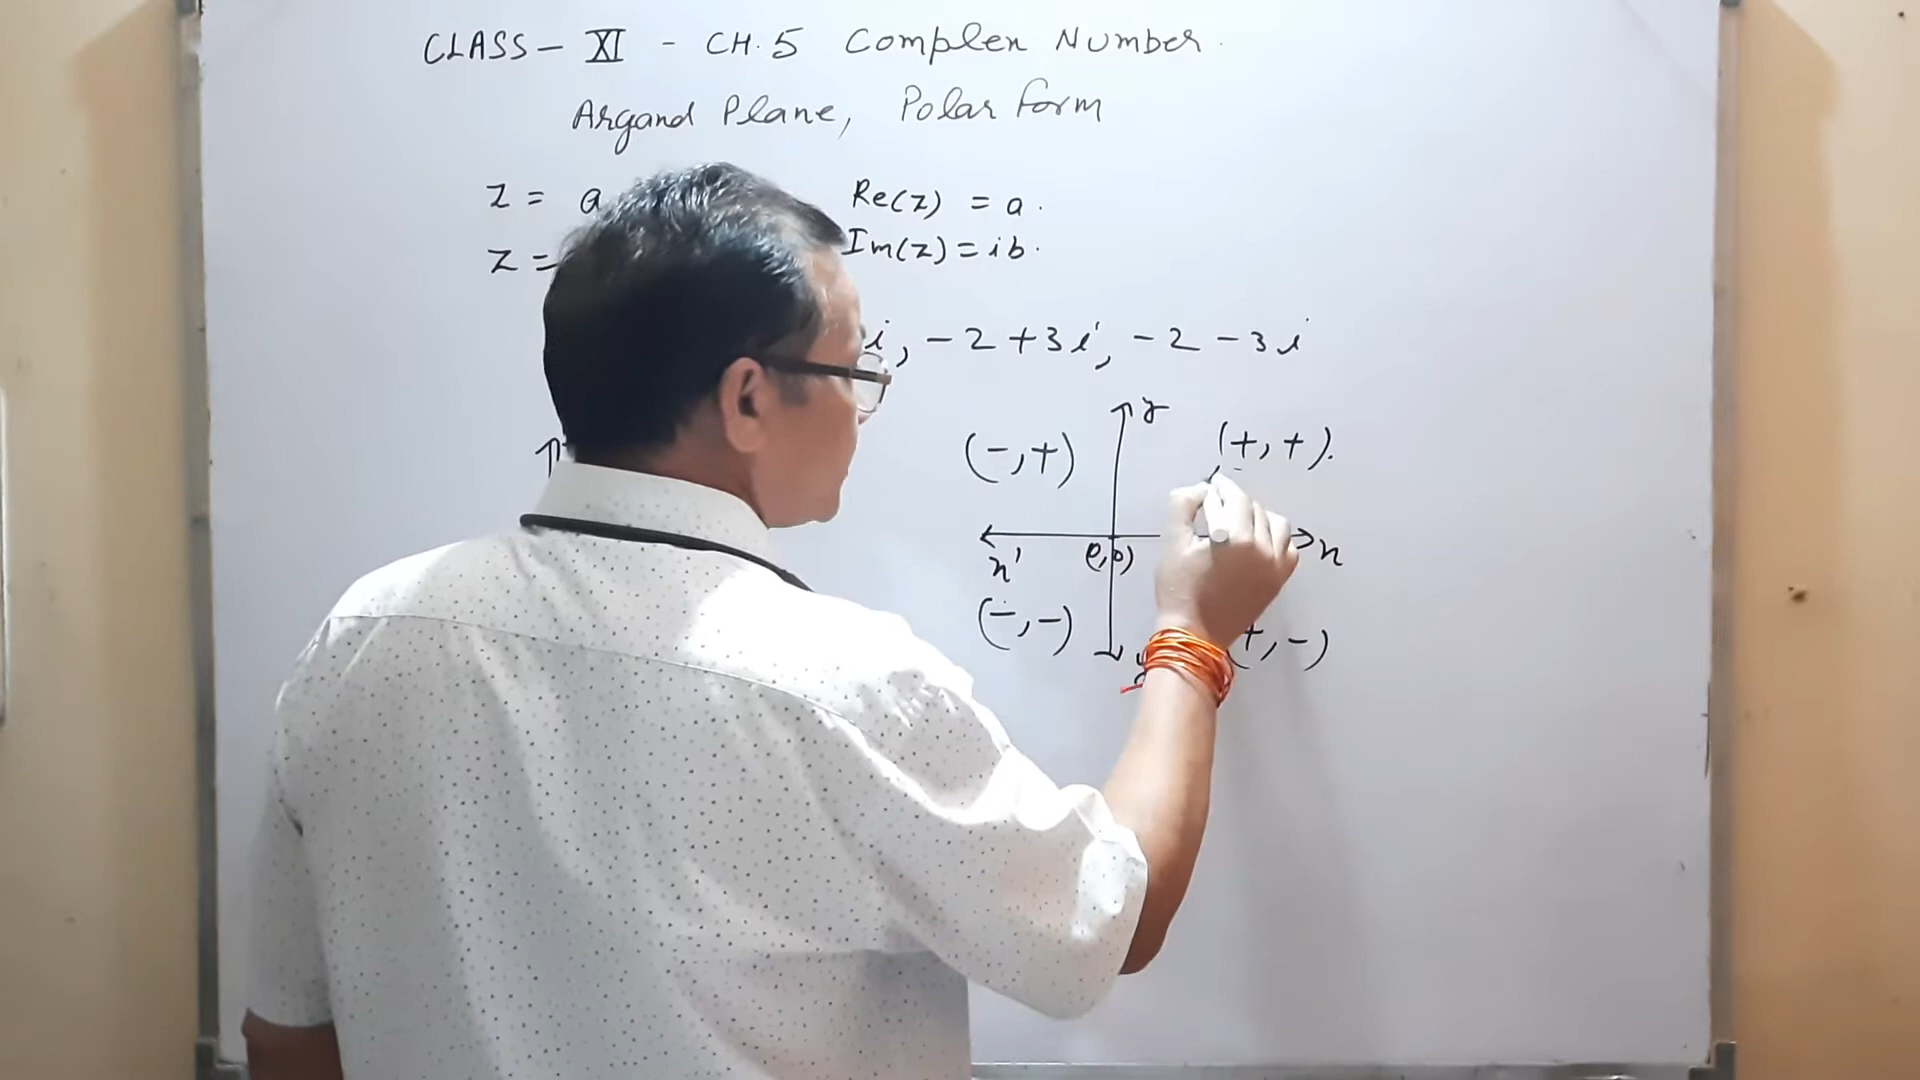 CLASS - XI - CH. 5 Complex Number.
Argand Plane, Polar form
Z = a
Re(z) = a.
Z =
Im(z) = ib.
i, -2+3i, -2-3i
y
(-,+)
(+,+).
x'
(0,0)
x
(-,-)
(+,-)